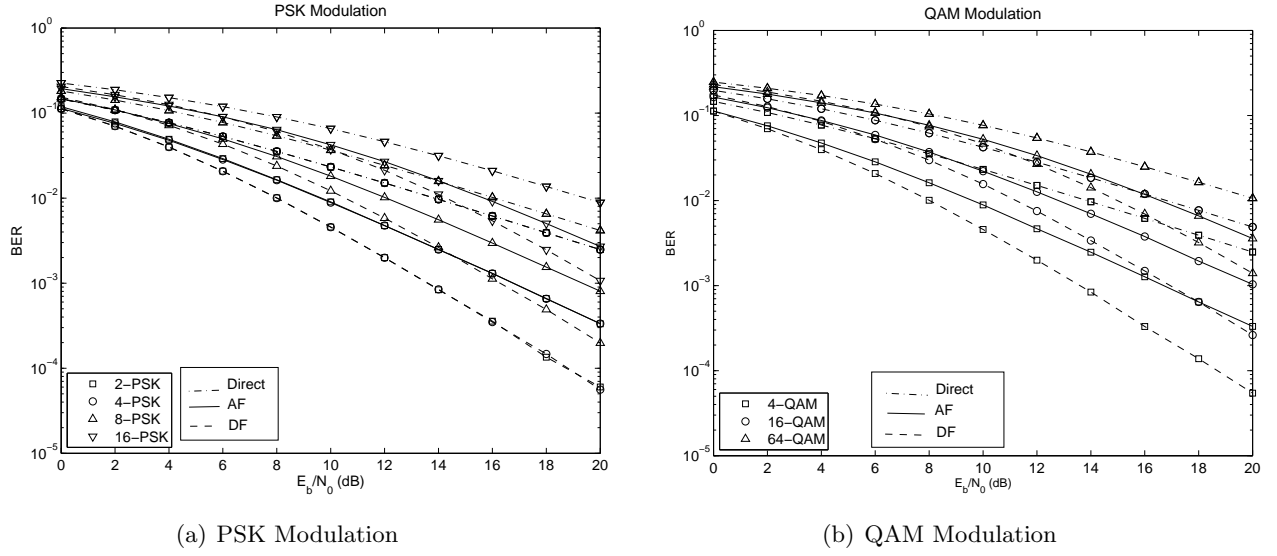 PSK Modulation
10^0
10^-1
10^-2
10^-3
10^-4
10^-5
BER
2-PSK
4-PSK
8-PSK
16-PSK
Direct
AF
DF
0 2 4 6 8 10 12 14 16 18 20
E_b/N_0 (dB)
(a) PSK Modulation
QAM Modulation
10^0
10^-1
10^-2
10^-3
10^-4
10^-5
BER
4-QAM
16-QAM
64-QAM
Direct
AF
DF
0 2 4 6 8 10 12 14 16 18 20
E_b/N_0 (dB)
(b) QAM Modulation